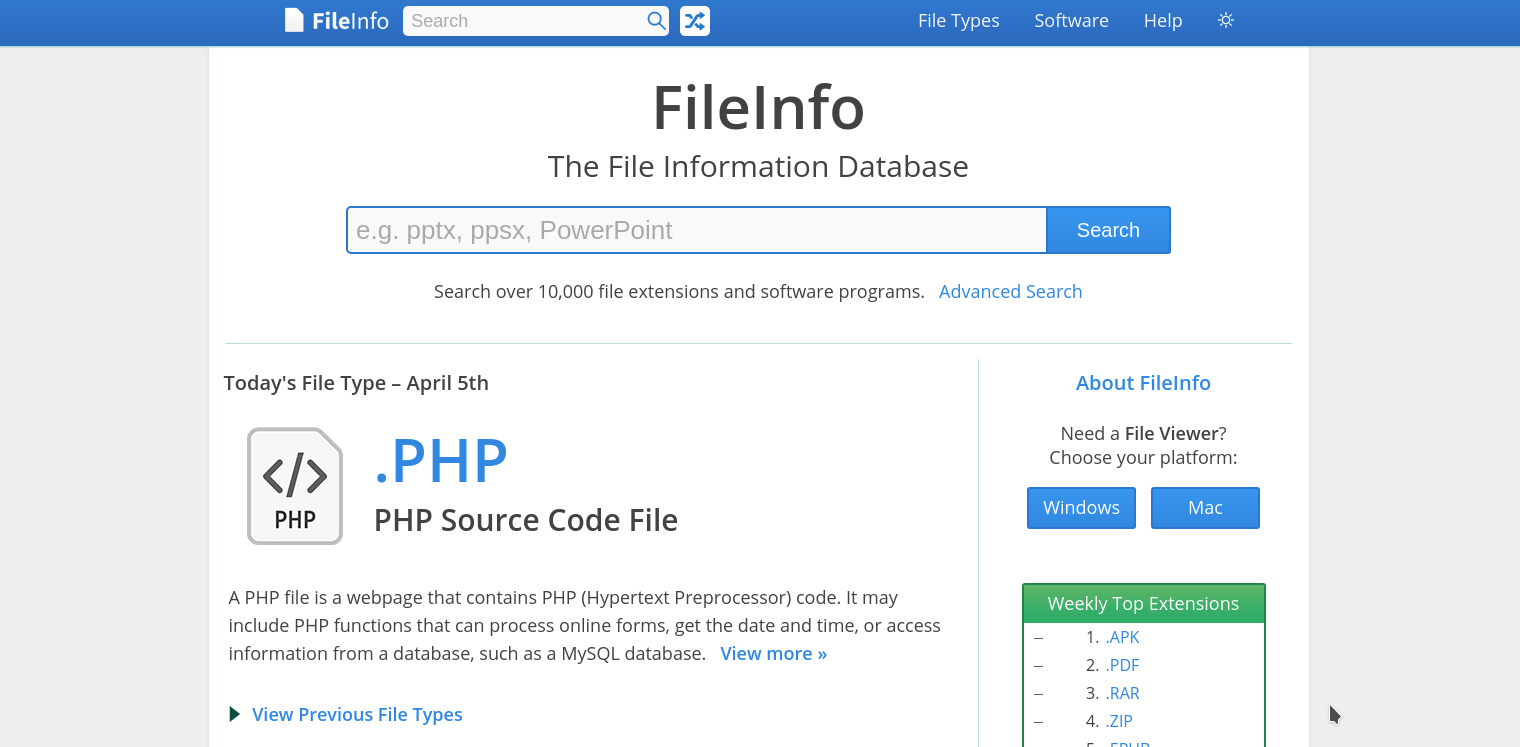 FileInfo
Search
File Types
Software
Help
FileInfo
The File Information Database
e.g. pptx, ppsx, PowerPoint
Search
Search over 10,000 file extensions and software programs. Advanced Search
Today's File Type – April 5th
PHP
.PHP
PHP Source Code File
A PHP file is a webpage that contains PHP (Hypertext Preprocessor) code. It may
include PHP functions that can process online forms, get the date and time, or access
information from a database, such as a MySQL database. View more »
View Previous File Types
About FileInfo
Need a File Viewer?
Choose your platform:
Windows
Mac
Weekly Top Extensions
– 1. .APK
– 2. .PDF
– 3. .RAR
– 4. .ZIP
5. .EPUB